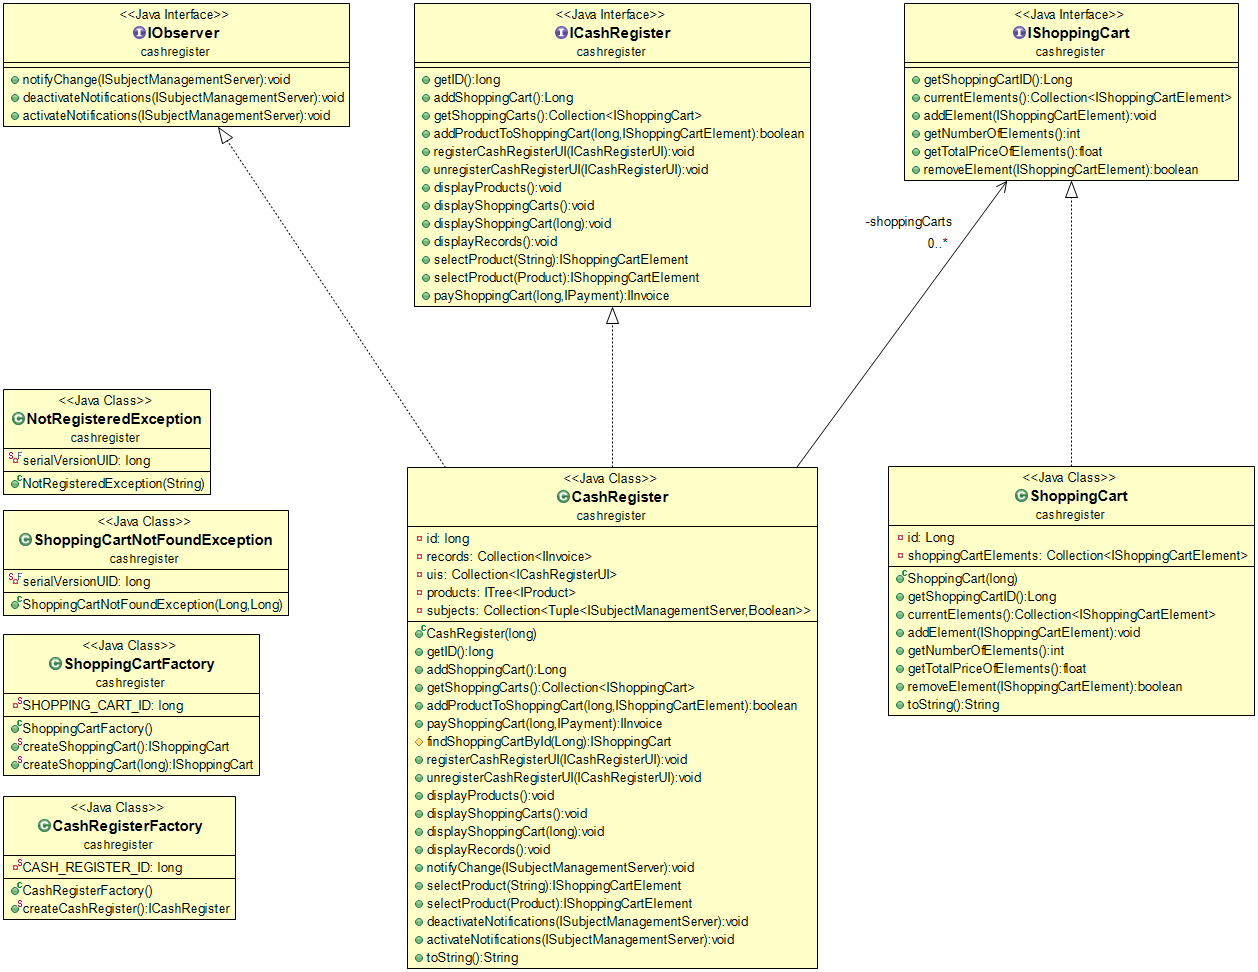 <<Java Interface>>
IObserver
cashregister
notifyChange(ISubjectManagementServer):void
deactivateNotifications(ISubjectManagementServer):void
activateNotifications(ISubjectManagementServer):void
<<Java Interface>>
ICashRegister
cashregister
getID():long
addShoppingCart():Long
getShoppingCarts():Collection<IShoppingCart>
addProductToShoppingCart(long,IShoppingCartElement):boolean
registerCashRegisterUI(ICashRegisterUI):void
unregisterCashRegisterUI(ICashRegisterUI):void
displayProducts():void
displayShoppingCarts():void
displayShoppingCart(long):void
displayRecords():void
selectProduct(String):IShoppingCartElement
selectProduct(Product):IShoppingCartElement
payShoppingCart(long,IPayment):IInvoice
<<Java Interface>>
IShoppingCart
cashregister
getShoppingCartID():Long
currentElements():Collection<IShoppingCartElement>
addElement(IShoppingCartElement):void
getNumberOfElements():int
getTotalPriceOfElements():float
removeElement(IShoppingCartElement):boolean
-shoppingCarts
0..*
<<Java Class>>
NotRegisteredException
cashregister
serialVersionUID: long
NotRegisteredException(String)
<<Java Class>>
ShoppingCartNotFoundException
cashregister
serialVersionUID: long
ShoppingCartNotFoundException(Long,Long)
<<Java Class>>
ShoppingCartFactory
cashregister
SHOPPING_CART_ID: long
ShoppingCartFactory()
createShoppingCart():IShoppingCart
createShoppingCart(long):IShoppingCart
<<Java Class>>
CashRegisterFactory
cashregister
CASH_REGISTER_ID: long
CashRegisterFactory()
createCashRegister():ICashRegister
<<Java Class>>
CashRegister
cashregister
id: long
records: Collection<IInvoice>
uis: Collection<ICashRegisterUI>
products: ITree<IProduct>
subjects: Collection<Tuple<ISubjectManagementServer,Boolean>>
CashRegister(long)
getID():long
addShoppingCart():Long
getShoppingCarts():Collection<IShoppingCart>
addProductToShoppingCart(long,IShoppingCartElement):boolean
payShoppingCart(long,IPayment):IInvoice
findShoppingCartById(Long):IShoppingCart
registerCashRegisterUI(ICashRegisterUI):void
unregisterCashRegisterUI(ICashRegisterUI):void
displayProducts():void
displayShoppingCarts():void
displayShoppingCart(long):void
displayRecords():void
notifyChange(ISubjectManagementServer):void
selectProduct(String):IShoppingCartElement
selectProduct(Product):IShoppingCartElement
deactivateNotifications(ISubjectManagementServer):void
activateNotifications(ISubjectManagementServer):void
toString():String
<<Java Class>>
ShoppingCart
cashregister
id: Long
shoppingCartElements: Collection<IShoppingCartElement>
ShoppingCart(long)
getShoppingCartID():Long
currentElements():Collection<IShoppingCartElement>
addElement(IShoppingCartElement):void
getNumberOfElements():int
getTotalPriceOfElements():float
removeElement(IShoppingCartElement):boolean
toString():String